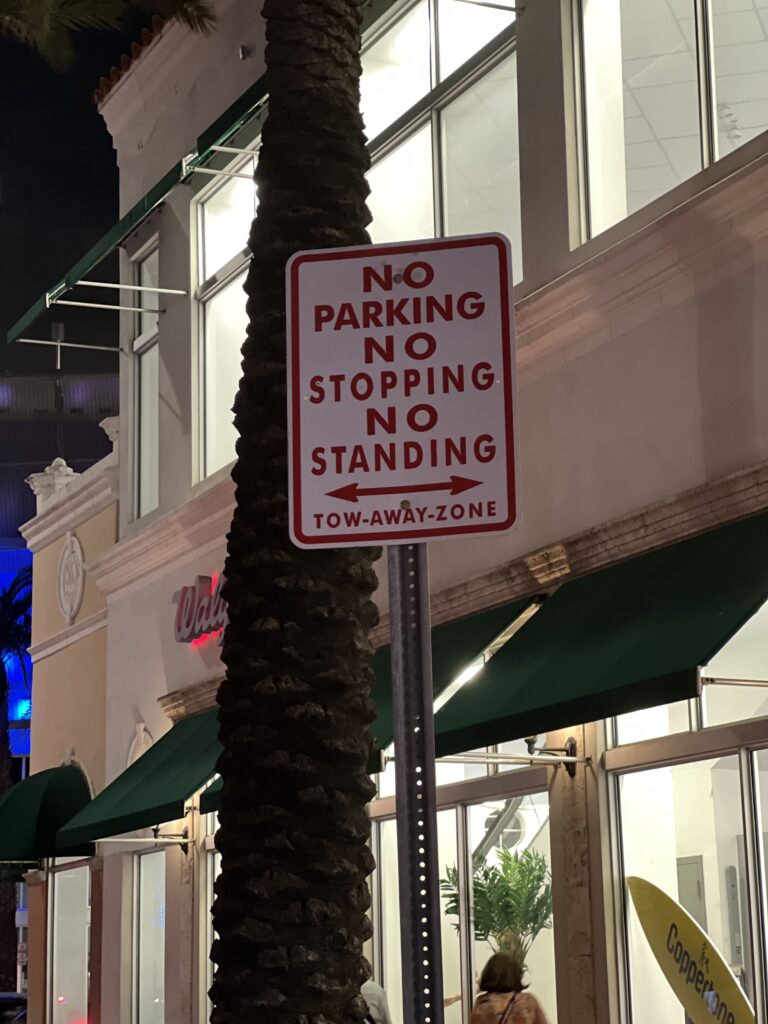 NO
PARKING
NO
STOPPING
NO
STANDING
TOW-AWAY-ZONE
Coppertone